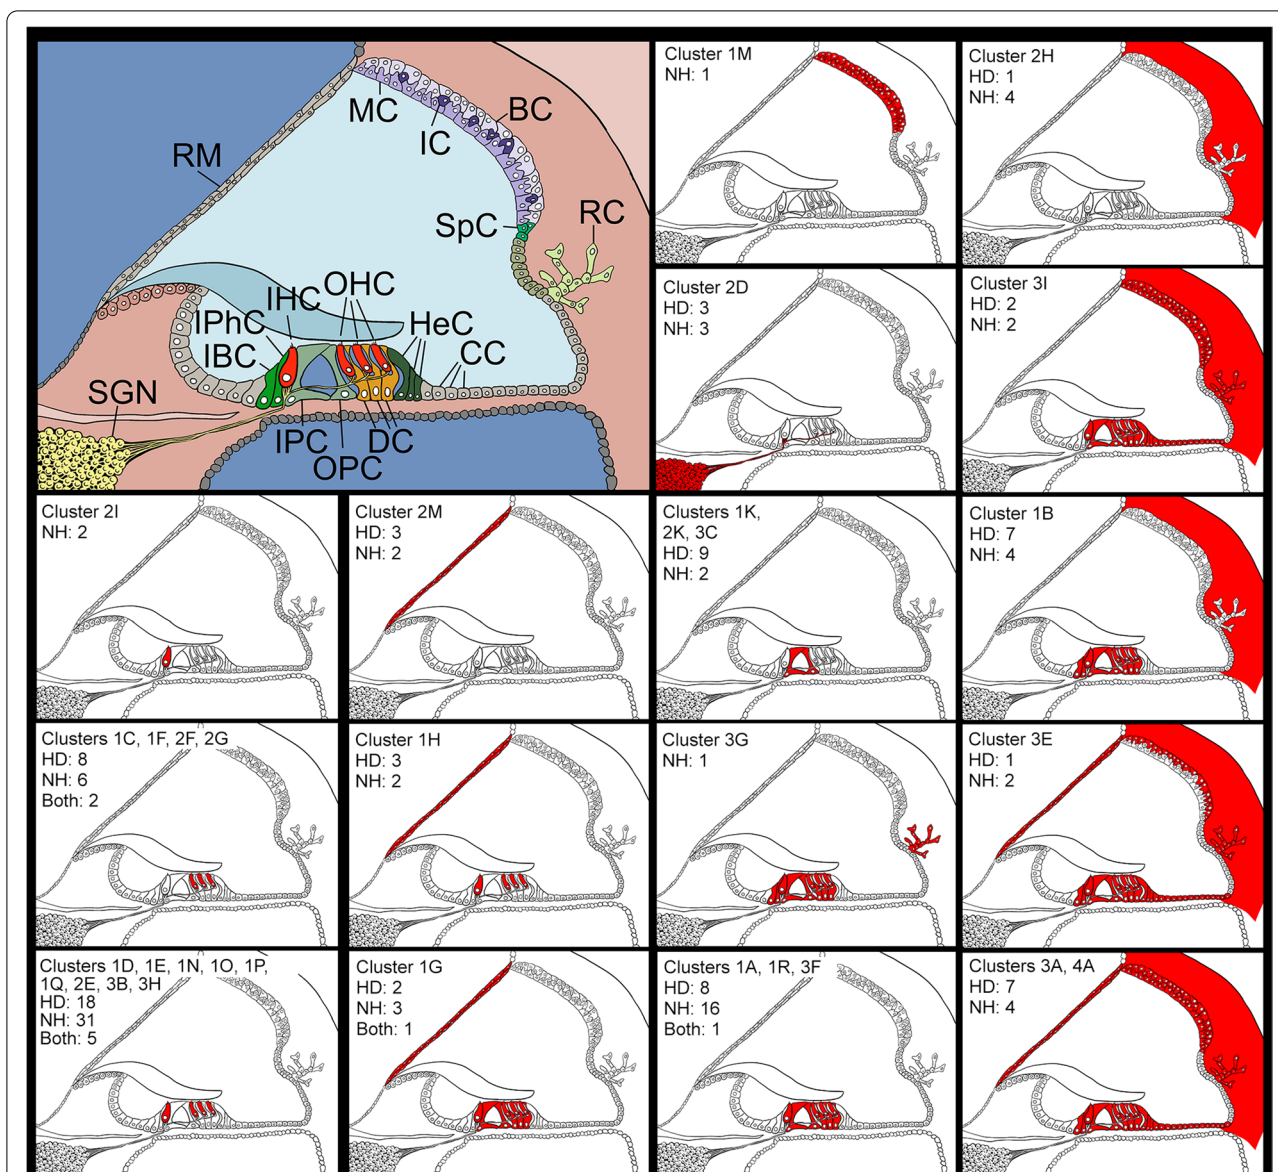 MC
IC
BC
RM
SpC
RC
IHC
OHC
IPhC
HeC
IBC
CC
SGN
IPC
DC
OPC
Cluster 1M
NH: 1
Cluster 2H
HD: 1
NH: 4
Cluster 2D
HD: 3
NH: 3
Cluster 3I
HD: 2
NH: 2
Cluster 2I
NH: 2
Cluster 2M
HD: 3
NH: 2
Clusters 1K,
2K, 3C
HD: 9
NH: 2
Cluster 1B
HD: 7
NH: 4
Clusters 1C, 1F, 2F, 2G
HD: 8
NH: 6
Both: 2
Cluster 1H
HD: 3
NH: 2
Cluster 3G
NH: 1
Cluster 3E
HD: 1
NH: 2
Clusters 1D, 1E, 1N, 1O, 1P,
1Q, 2E, 3B, 3H
HD: 18
NH: 31
Both: 5
Cluster 1G
HD: 2
NH: 3
Both: 1
Clusters 1A, 1R, 3F
HD: 8
NH: 16
Both: 1
Clusters 3A, 4A
HD: 7
NH: 4